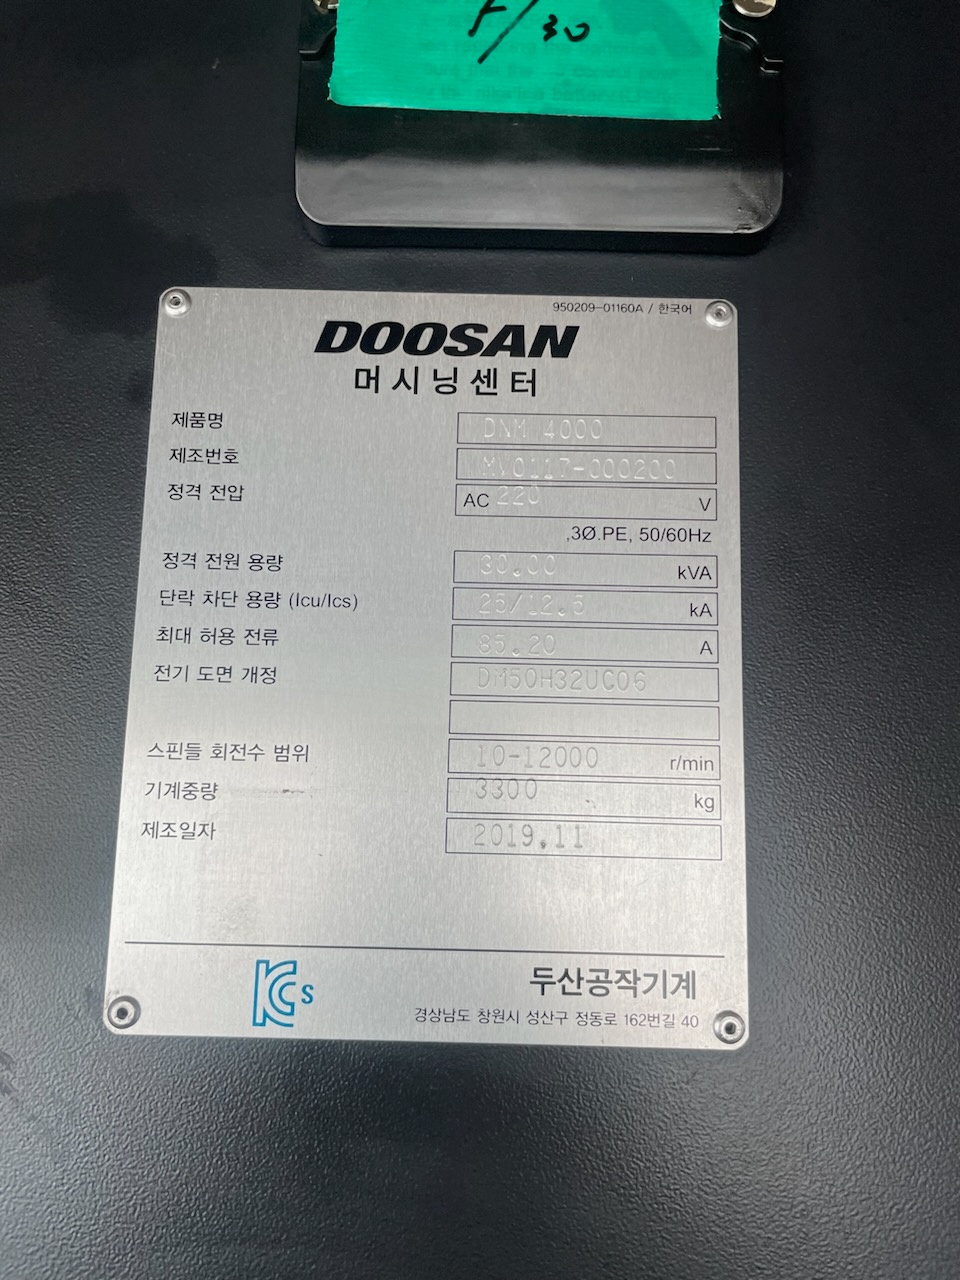 F/30
950209-01160A / 한국어
DOOSAN
머시닝센터
제품명 DNM 4000
제조번호 MV0117-000200
정격 전압 AC 220 V
,3Ø.PE, 50/60Hz
정격 전원 용량 30.00 kVA
단락 차단 용량 (Icu/Ics) 25/12.5 kA
최대 허용 전류 85.20 A
전기 도면 개정 DM50H32UC06
스핀들 회전수 범위 10-12000 r/min
기계중량 3300 kg
제조일자 2019.11
KCs
두산공작기계
경상남도 창원시 성산구 정동로 162번길 40